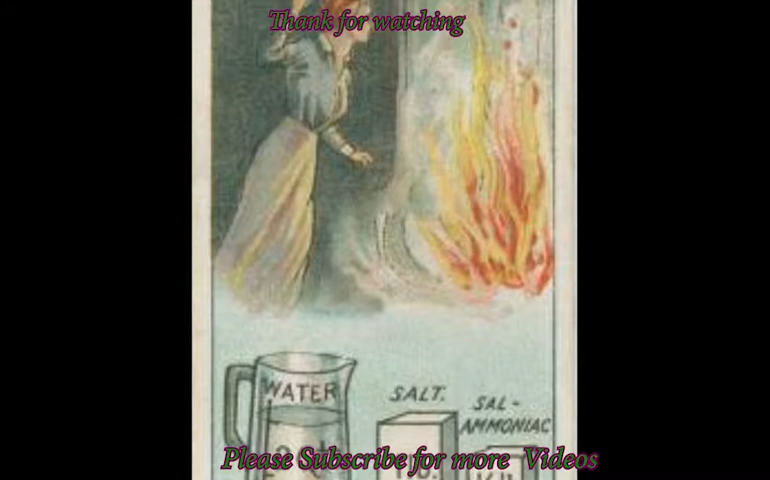 Thank for watching
WATER
SALT.
SAL-
AMMONIAC
Please Subscribe for more Videos